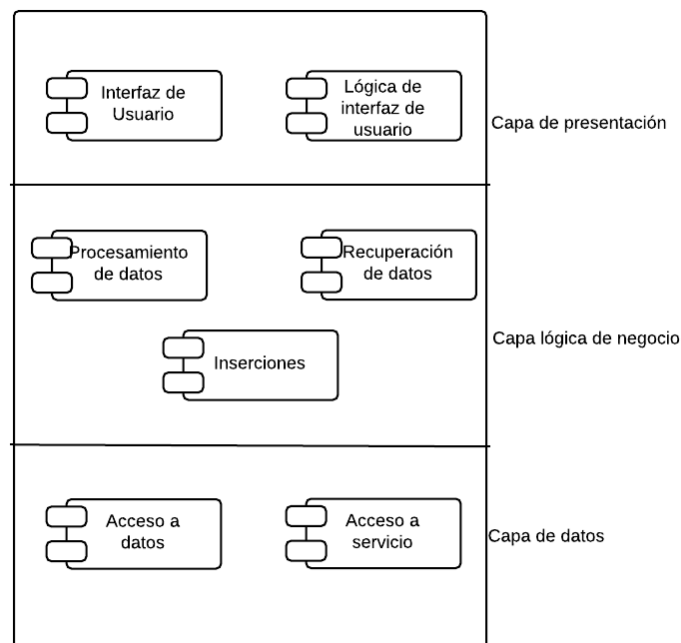 Interfaz de
Usuario
Lógica de
interfaz de
usuario
Capa de presentación
Procesamiento
de datos
Recuperación
de datos
Inserciones
Capa lógica de negocio
Acceso a
datos
Acceso a
servicio
Capa de datos